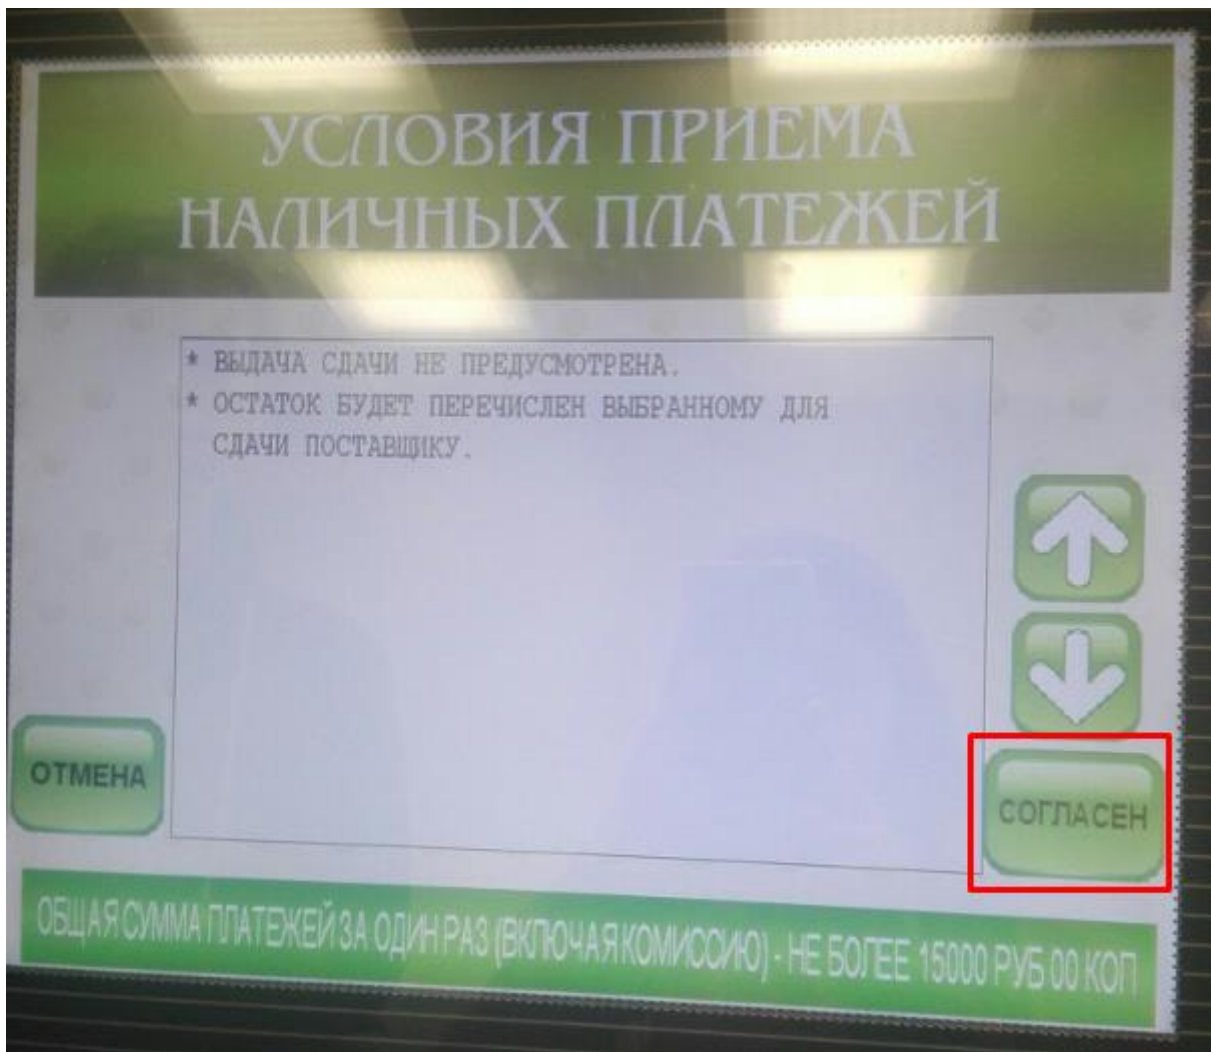 УСЛОВИЯ ПРИЕМА
НАЛИЧНЫХ ПЛАТЕЖЕЙ
* ВЫДАЧА СДАЧИ НЕ ПРЕДУСМОТРЕНА.
* ОСТАТОК БУДЕТ ПЕРЕЧИСЛЕН ВЫБРАННОМУ ДЛЯ
СДАЧИ ПОСТАВЩИКУ.
ОТМЕНА
СОГЛАСЕН
ОБЩАЯ СУММА ПЛАТЕЖЕЙ ЗА ОДИН РАЗ (ВКЛЮЧАЯ КОМИССИЮ) - НЕ БОЛЕЕ 15000 РУБ 00 КОП